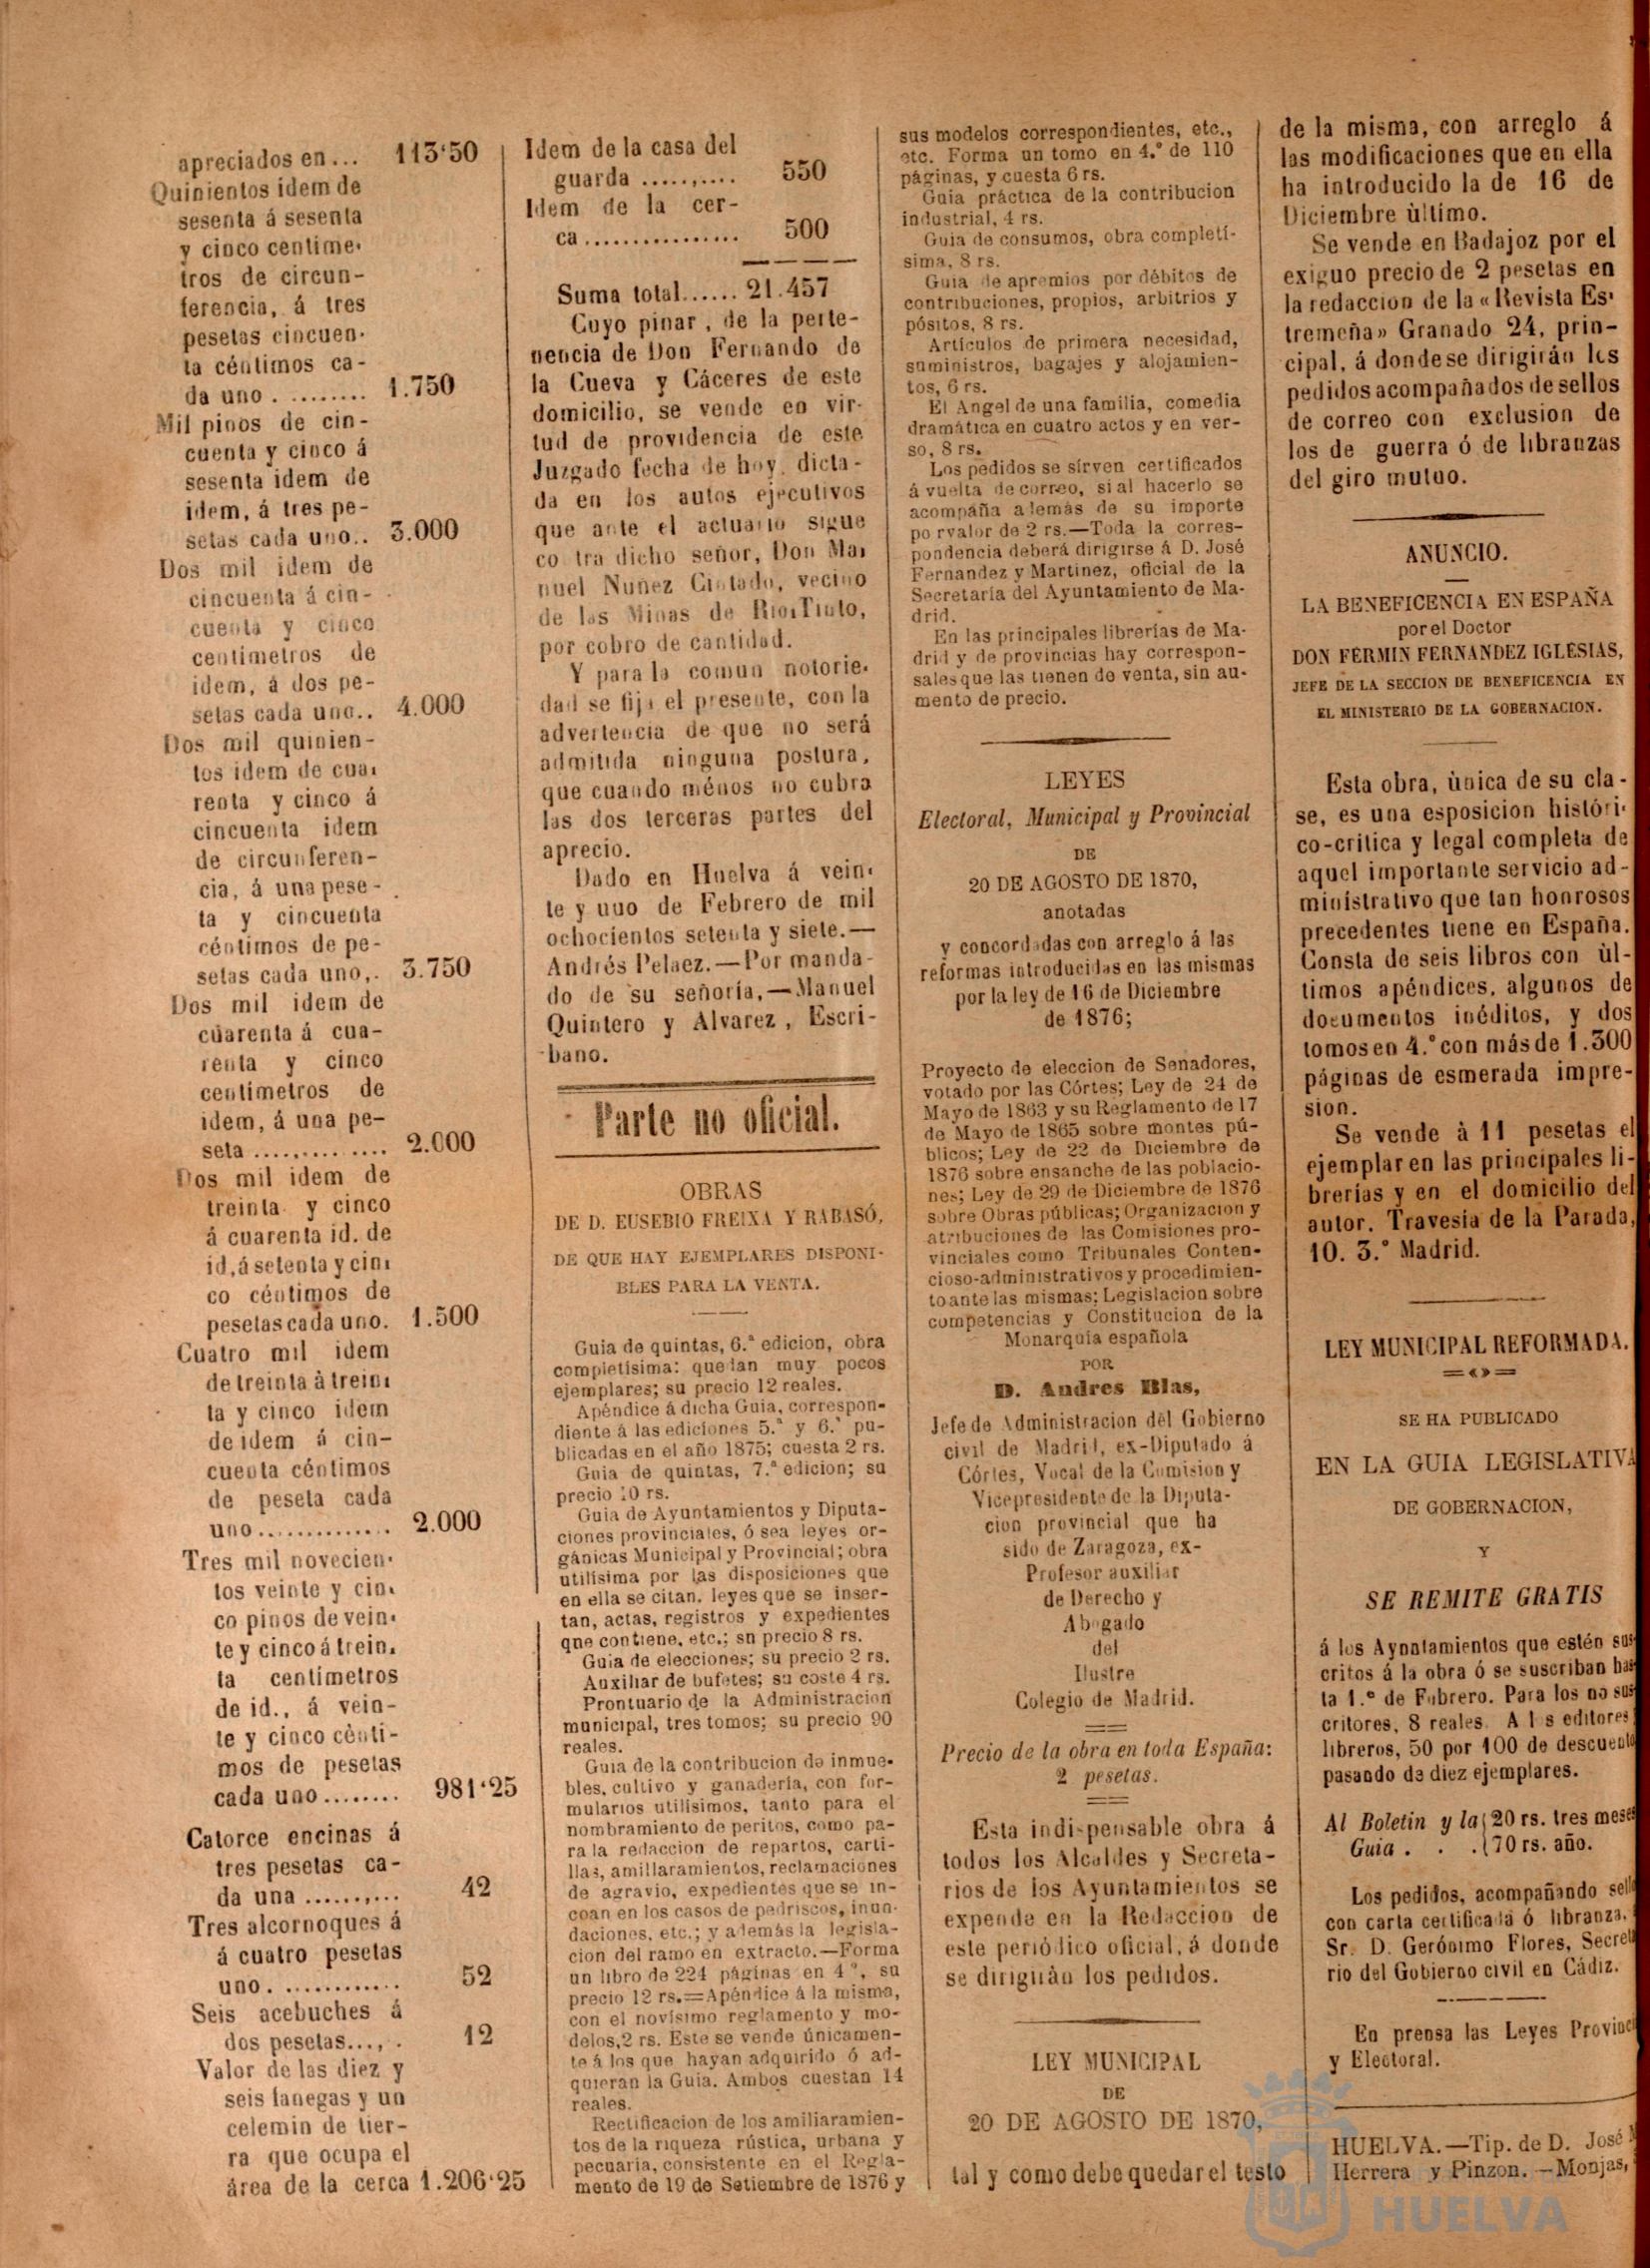 apreciados en... 113'50
Quinientos idem de
sesenta á sesenta
y cinco centime-
tros de circun-
ferencia, á tres
pesetas cincuen-
ta céntimos ca-
da uno . ......... 1.750
Mil pinos de cin-
cuenta y cinco á
sesenta idem de
idem, á tres pe-
setas cada uno.. 3.000
Dos mil idem de
cincuenta á cin-
cuenta y cinco
centimetros de
idem, á dos pe-
setas cada uno.. 4.000
Dos mil quinien-
tos idem de cua-
renta y cinco á
cincuenta idem
de circunferen-
cia, á una pese-
ta y cincuenta
céntimos de pe-
setas cada uno,. 3.750
Dos mil idem de
cuarenta á cua-
renta y cinco
centimetros de
idem, á una pe-
seta .............. 2.000
Dos mil idem de
treinta y cinco
á cuarenta id. de
id, á setenta y cin-
co céntimos de
pesetas cada uno. 1.500
Cuatro mil idem
de treinta á trein-
ta y cinco idem
de idem á cin-
cuenta céntimos
de peseta cada
uno.............. 2.000
Tres mil novecien-
tos veinte y cin-
co pinos de vein-
te y cinco á trein-
ta centímetros
de id., á vein-
te y cinco cénti-
mos de pesetas
cada uno........ 981'25
Catorce encinas á
tres pesetas ca-
da una .......... 42
Tres alcornoques á
á cuatro pesetas
uno. ............ 52
Seis acebuches á
dos pesetas...,. 12
Valor de las diez y
seis fanegas y un
celemin de tier-
ra que ocupa el
área de la cerca 1.206'25
Idem de la casa del
guarda .......... 550
Idem de la cer-
ca ................ 500
Suma total...... 21.457
Cuyo pinar, de la perte-
nencia de Don Fernando de
la Cueva y Cáceres de este
domicilio, se vende en vir-
tud de providencia de este
Juzgado fecha de hoy, dicta-
da en los autos ejecutivos
que ante el actuario sigue
co tra dicho señor, Don Ma-
nuel Nuñez Cintado, vecino
de las Minas de Rio-Tinto,
por cobro de cantidad.
Y para la comun notorie-
dad se fija el presente, con la
advertencia de que no será
admitida ninguna postura,
que cuando ménos no cubra
las dos terceras partes del
aprecio.
Dado en Huelva á vein-
te y uno de Febrero de mil
ochocientos setenta y siete.—
Andrés Pelaez.—Por manda-
do de su señoría,—Manuel
Quintero y Alvarez, Escri-
bano.
Parte no oficial.
OBRAS
DE D. EUSEBIO FREIXA Y RABASÓ,
DE QUE HAY EJEMPLARES DISPONI-
BLES PARA LA VENTA.
Guia de quintas, 6.ª edicion, obra
completísima: quedan muy pocos
ejemplares; su precio 12 reales.
Apéndice á dicha Guia, correspon-
diente á las ediciones 5.ª y 6.ª pu-
blicadas en el año 1875; cuesta 2 rs.
Guia de quintas, 7.ª edicion; su
precio 10 rs.
Guia de Ayuntamientos y Diputa-
ciones provinciales, ó sea leyes or-
gánicas Municipal y Provincial; obra
utilísima por las disposiciones que
en ella se citan, leyes que se inser-
tan, actas, registros y expedientes
que contiene, etc.; su precio 8 rs.
Guia de elecciones; su precio 2 rs.
Auxiliar de bufetes; su coste 4 rs.
Prontuario de la Administracion
municipal, tres tomos; su precio 90
reales.
Guia de la contribucion de inmue-
bles, cultivo y ganadería, con for-
mularios utilísimos, tanto para el
nombramiento de peritos, como pa-
ra la redaccion de repartos, carti-
llas, amillaramientos, reclamaciones
de agravio, expedientes que se in-
coan en los casos de pedriscos, inun-
daciones, etc.; y además la legisla-
cion del ramo en extracto.—Forma
un libro de 224 páginas en 4º, su
precio 12 rs.=Apéndice á la misma,
con el novísimo reglamento y mo-
delos, 2 rs. Este se vende únicamen-
te á los que hayan adquirido ó ad-
quieran la Guia. Ambos cuestan 14
reales.
Rectificacion de los amillaramien-
tos de la riqueza rústica, urbana y
pecuaria, consistente en el Regla-
mento de 19 de Setiembre de 1876 y
sus modelos correspondientes, etc.,
etc. Forma un tomo en 4.º de 110
páginas, y cuesta 6 rs.
Guia práctica de la contribucion
industrial, 4 rs.
Guia de consumos, obra completí-
sima, 8 rs.
Guia de apremios por débitos de
contribuciones, propios, arbitrios y
pósitos, 8 rs.
Artículos de primera necesidad,
suministros, bagajes y alojamien-
tos, 6 rs.
El Angel de una familia, comedia
dramática en cuatro actos y en ver-
so, 8 rs.
Los pedidos se sirven certificados
á vuelta de correo, si al hacerlo se
acompaña además de su importe
po rvalor de 2 rs.—Toda la corres-
pondencia deberá dirigirse á D. José
Fernandez y Martinez, oficial de la
Secretaría del Ayuntamiento de Ma-
drid.
En las principales librerías de Ma-
drid y de provincias hay correspon-
sales que las tienen de venta, sin au-
mento de precio.
LEYES
Electoral, Municipal y Provincial
DE
20 DE AGOSTO DE 1870,
anotadas
y concordadas con arreglo á las
reformas introducidas en las mismas
por la ley de 16 de Diciembre
de 1876;
Proyecto de eleccion de Senadores,
votado por las Córtes; Ley de 24 de
Mayo de 1863 y su Reglamento de 17
de Mayo de 1865 sobre montes pú-
blicos; Ley de 22 de Diciembre de
1876 sobre ensanche de las poblacio-
nes; Ley de 29 de Diciembre de 1876
sobre Obras públicas; Organizacion y
atribuciones de las Comisiones pro-
vinciales como Tribunales Conten-
cioso-administrativos y procedimien-
to ante las mismas; Legislacion sobre
competencias y Constitucion de la
Monarquía española
POR
D. Andres Blas,
Jefe de Administracion del Gobierno
civil de Madrid, ex-Diputado á
Córtes, Vocal de la Comision y
Vicepresidente de la Diputa-
cion provincial que ha
sido de Zaragoza, ex-
Profesor auxiliar
de Derecho y
Abogado
del
Ilustre
Colegio de Madrid.
Precio de la obra en toda España:
2 pesetas.
Esta indispensable obra á
todos los Alcaldes y Secreta-
rios de los Ayuntamientos se
expende en la Redaccion de
este periódico oficial, á donde
se dirigirán los pedidos.
LEY MUNICIPAL
DE
20 DE AGOSTO DE 1870,
tal y como debe quedar el testo
de la misma, con arreglo á
las modificaciones que en ella
ha introducido la de 16 de
Diciembre último.
Se vende en Badajoz por el
exiguo precio de 2 pesetas en
la redaccion de la «Revista Es-
tremeña» Granado 24, prin-
cipal, á donde se dirigirán los
pedidos acompañados de sellos
de correo con exclusion de
los de guerra ó de libranzas
del giro mutuo.
ANUNCIO.
LA BENEFICENCIA EN ESPAÑA
por el Doctor
DON FERMIN FERNANDEZ IGLESIAS,
JEFE DE LA SECCION DE BENEFICENCIA EN
EL MINISTERIO DE LA GOBERNACION.
Esta obra, única de su cla-
se, es una esposicion históri-
co-critica y legal completa de
aquel importante servicio ad-
ministrativo que tan honrosos
precedentes tiene en España.
Consta de seis libros con úl-
timos apéndices, algunos de
documentos inéditos, y dos
tomos en 4.º con más de 1.300
páginas de esmerada impre-
sion.
Se vende á 11 pesetas el
ejemplar en las principales li-
brerías y en el domicilio del
autor. Travesia de la Parada,
10. 3.º Madrid.
LEY MUNICIPAL REFORMADA.
SE HA PUBLICADO
EN LA GUIA LEGISLATIVA
DE GOBERNACION,
Y
SE REMITE GRATIS
á los Ayuntamientos que estén sus
critos á la obra ó se suscriban has
ta 1.º de Febrero. Para los no sus
critores, 8 reales. A l s editores
libreros, 50 por 100 de descuento
pasando de diez ejemplares.
Al Boletin y la 20 rs. tres meses
Guia . . . 70 rs. año.
Los pedidos, acompañando sello
con carta certificada ó libranza,
Sr. D. Gerónimo Flores, Secret
rio del Gobierno civil en Cádiz.
En prensa las Leyes Provinc
y Electoral.
HUELVA.—Tip. de D. José
Herrera y Pinzon.—Monjas,
HUELVA